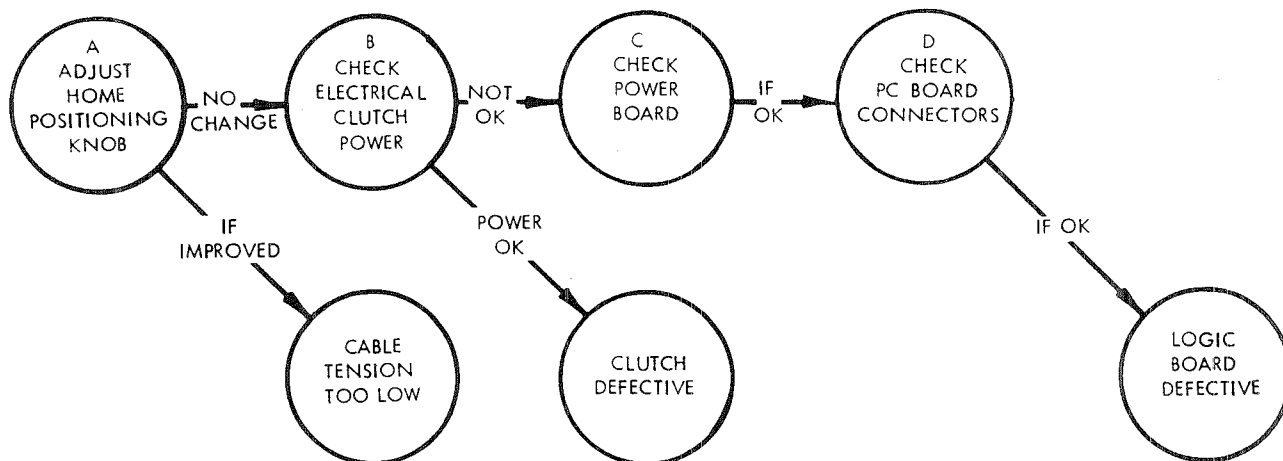 A
ADJUST
HOME
POSITIONING
KNOB
NO
CHANGE
B
CHECK
ELECTRICAL
CLUTCH
POWER
NOT
OK
C
CHECK
POWER
BOARD
IF
OK
D
CHECK
PC BOARD
CONNECTORS
IF
IMPROVED
POWER
OK
IF OK
CABLE
TENSION
TOO LOW
CLUTCH
DEFECTIVE
LOGIC
BOARD
DEFECTIVE